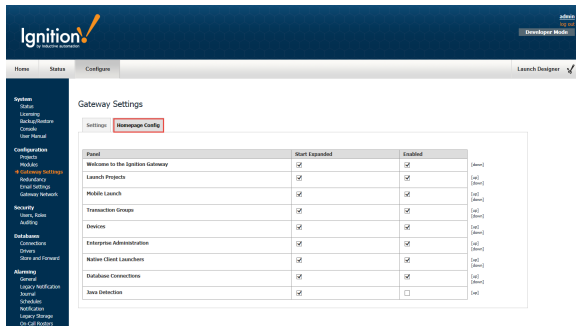 admin
log out
Developer Mode
Ignition!
by inductive automation
Home Status Configure Launch Designer
System
Status
Licensing
Backup/Restore
Console
User Manual
Configuration
Projects
Modules
Gateway Settings
Redundancy
Email Settings
Gateway Network
Security
Users, Roles
Auditing
Databases
Connections
Drivers
Store and Forward
Alarming
General
Legacy Notification
Journal
Schedules
Notification
Legacy Storage
On-Call Rosters
Gateway Settings
Settings Homepage Config
Panel Start Expanded Enabled
Welcome to the Ignition Gateway [down]
Launch Projects [up]
[down]
Mobile Launch [up]
[down]
Transaction Groups [up]
[down]
Devices [up]
[down]
Enterprise Administration [up]
[down]
Native Client Launchers [up]
[down]
Database Connections [up]
[down]
Java Detection [up]